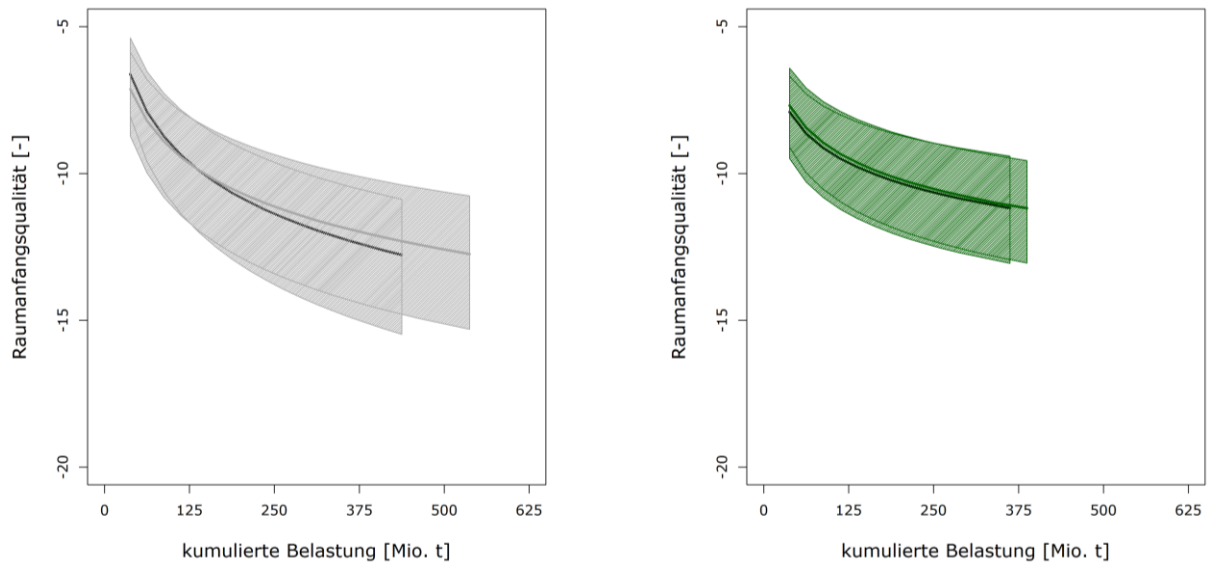 -5
-10
-15
-20
Raumanfangsqualität [-]
0 125 250 375 500 625
kumulierte Belastung [Mio. t]
-5
-10
-15
-20
Raumanfangsqualität [-]
0 125 250 375 500 625
kumulierte Belastung [Mio. t]